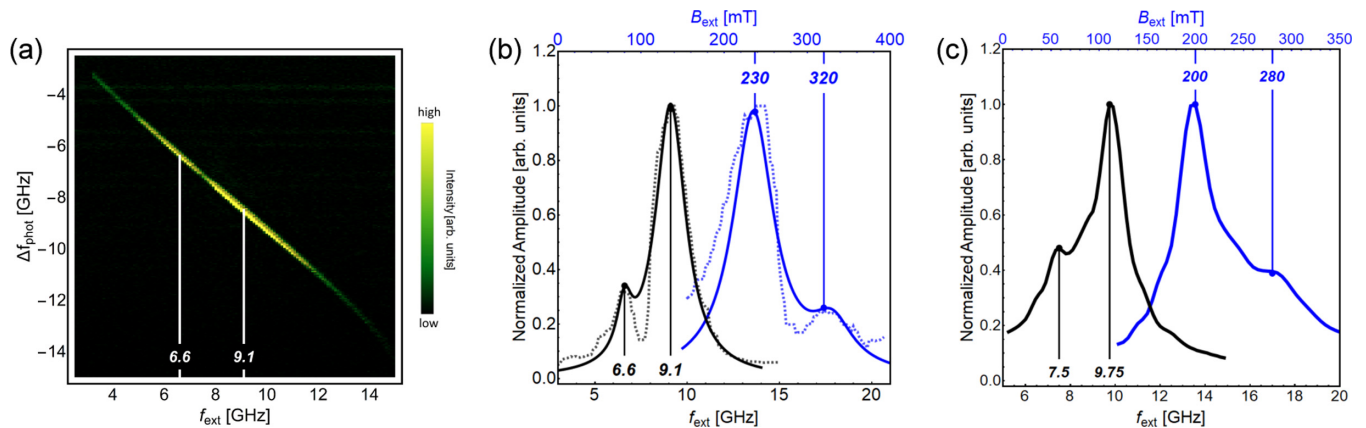 (a)
−4
−6
−8
−10
−12
−14
Δf_phot [GHz]
6.6
9.1
4 6 8 10 12 14
f_ext [GHz]
high
Intensity [arb. units]
low
(b)
B_ext [mT]
0 100 200 300 400
1.2
1.0
0.8
0.6
0.4
0.2
0.0
Normalized Amplitude [arb. units]
230
320
6.6
9.1
5 10 15 20
f_ext [GHz]
(c)
B_ext [mT]
0 50 100 150 200 250 300 350
1.2
1.0
0.8
0.6
0.4
0.2
0.0
Normalized Amplitude [arb. units]
200
280
7.5
9.75
6 8 10 12 14 16 18 20
f_ext [GHz]